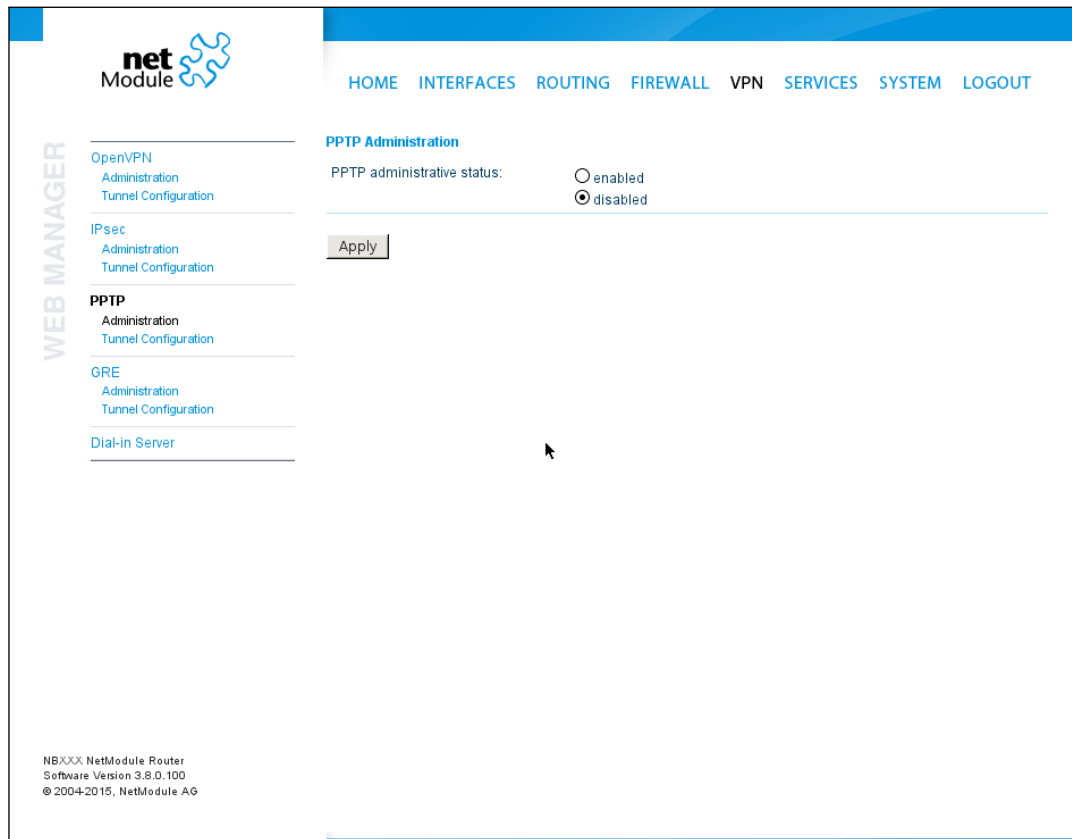 net
Module
HOME INTERFACES ROUTING FIREWALL VPN SERVICES SYSTEM LOGOUT
WEB MANAGER
OpenVPN
Administration
Tunnel Configuration
IPsec
Administration
Tunnel Configuration
PPTP
Administration
Tunnel Configuration
GRE
Administration
Tunnel Configuration
Dial-in Server
PPTP Administration
PPTP administrative status:
enabled
disabled
Apply
NBXXX NetModule Router
Software Version 3.8.0.100
© 2004-2015, NetModule AG